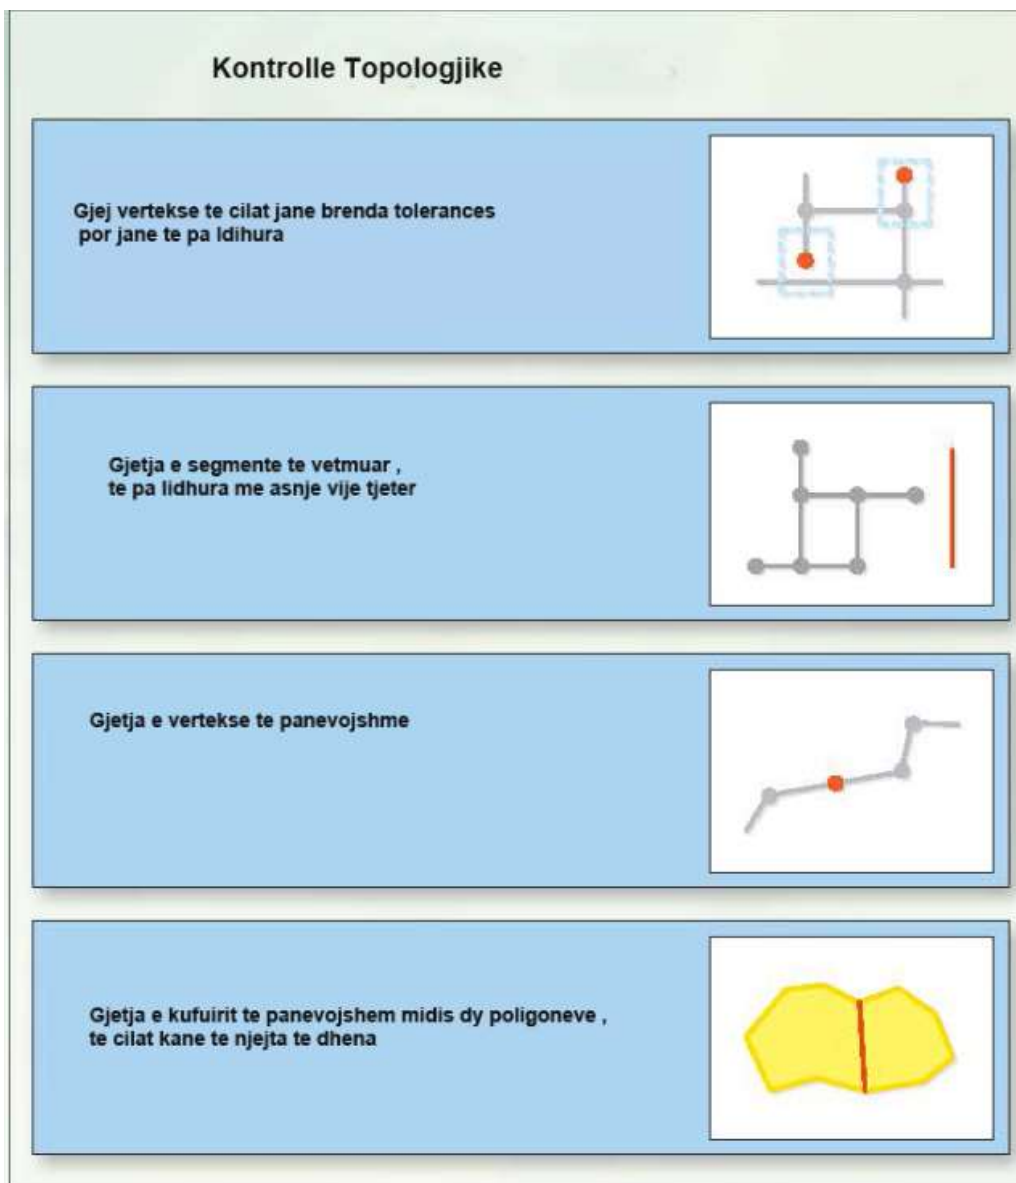 Kontrolle Topologjike
Gjej vertekse te cilat jane brenda tolerances
por jane te pa ldihura
Gjetja e segmente te vetmuar ,
te pa lidhura me asnje vije tjeter
Gjetja e vertekse te panevojshme
Gjetja e kufuirit te panevojshem midis dy poligoneve ,
te cilat kane te njejta te dhena